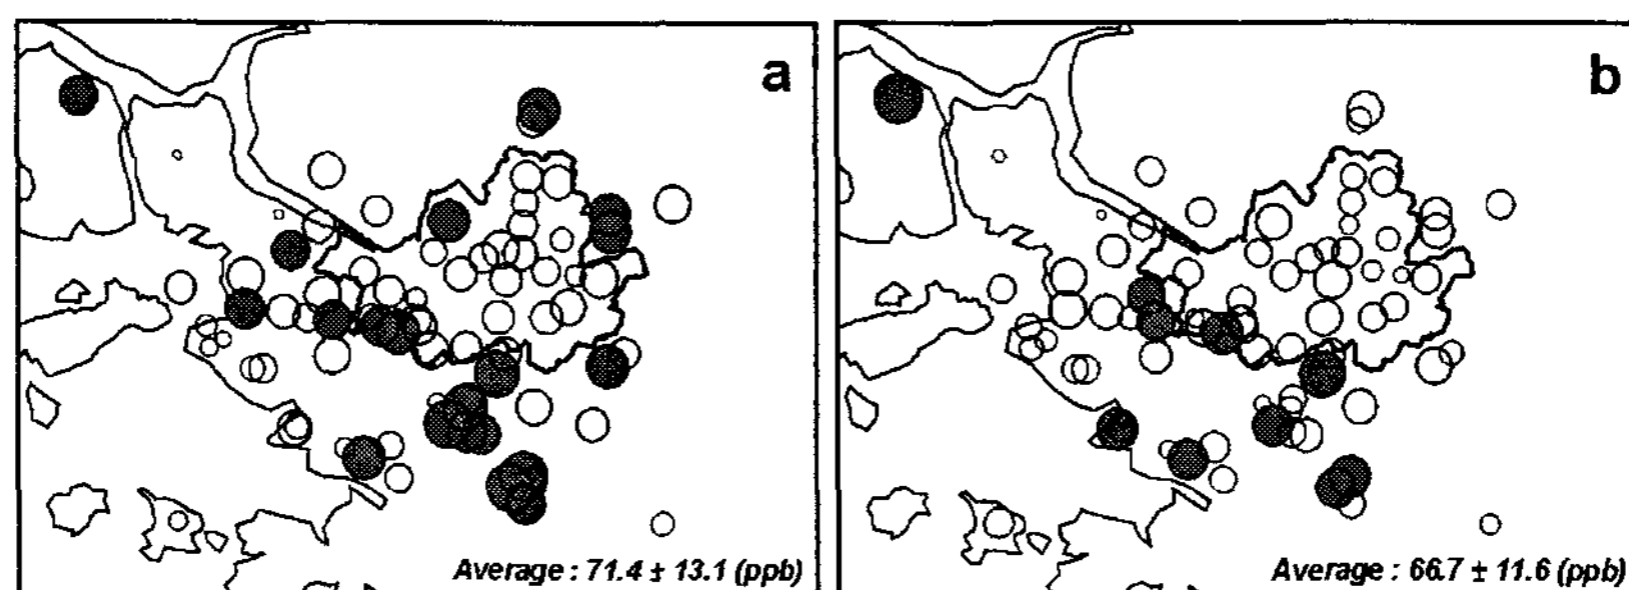 a
b
Average : 71.4 ± 13.1 (ppb)
Average : 66.7 ± 11.6 (ppb)